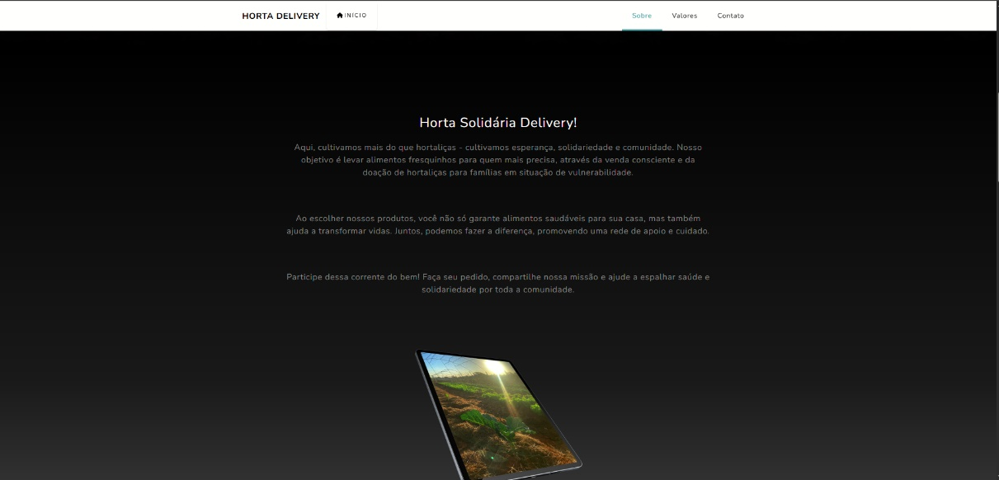 HORTA DELIVERY
INÍCIO
Sobre
Valores
Contato
Horta Solidária Delivery!
Aqui, cultivamos mais do que hortaliças - cultivamos esperança, solidariedade e comunidade. Nosso
objetivo é levar alimentos fresquinhos para quem mais precisa, através da venda consciente e da
doação de hortaliças para famílias em situação de vulnerabilidade.
Ao escolher nossos produtos, você não só garante alimentos saudáveis para sua casa, mas também
ajuda a transformar vidas. Juntos, podemos fazer a diferença, promovendo uma rede de apoio e cuidado.
Participe dessa corrente do bem! Faça seu pedido, compartilhe nossa missão e ajude a espalhar saúde e
solidariedade por toda a comunidade.